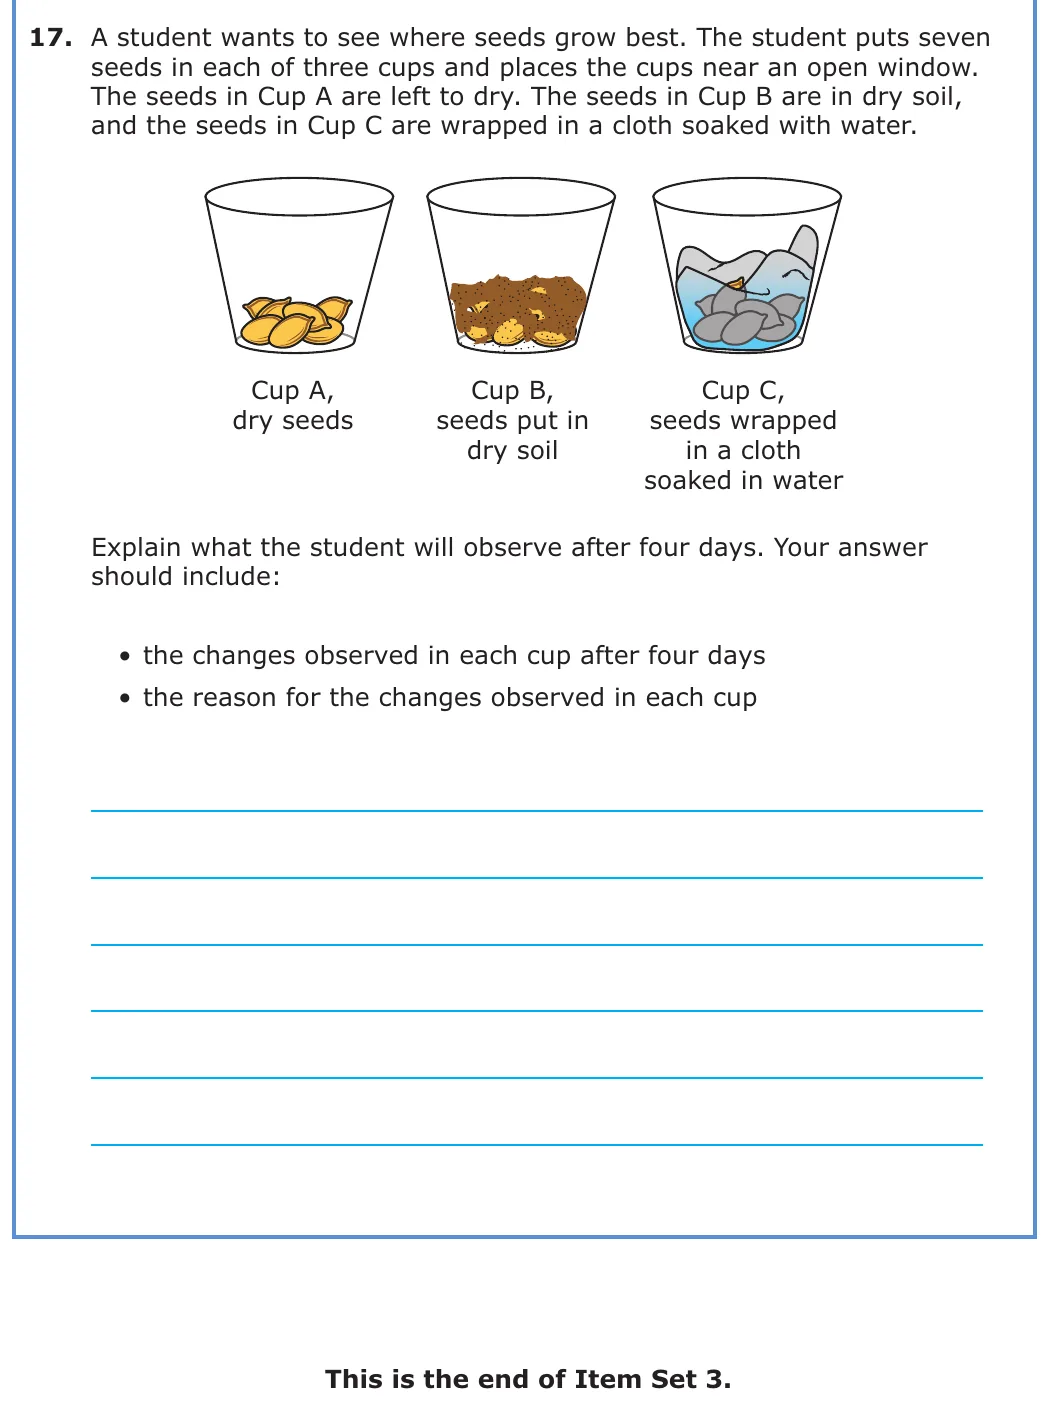 17. A student wants to see where seeds grow best. The student puts seven
seeds in each of three cups and places the cups near an open window.
The seeds in Cup A are left to dry. The seeds in Cup B are in dry soil,
and the seeds in Cup C are wrapped in a cloth soaked with water.
Cup A,
dry seeds
Cup B,
seeds put in
dry soil
Cup C,
seeds wrapped
in a cloth
soaked in water
Explain what the student will observe after four days. Your answer
should include:
• the changes observed in each cup after four days
• the reason for the changes observed in each cup
This is the end of Item Set 3.